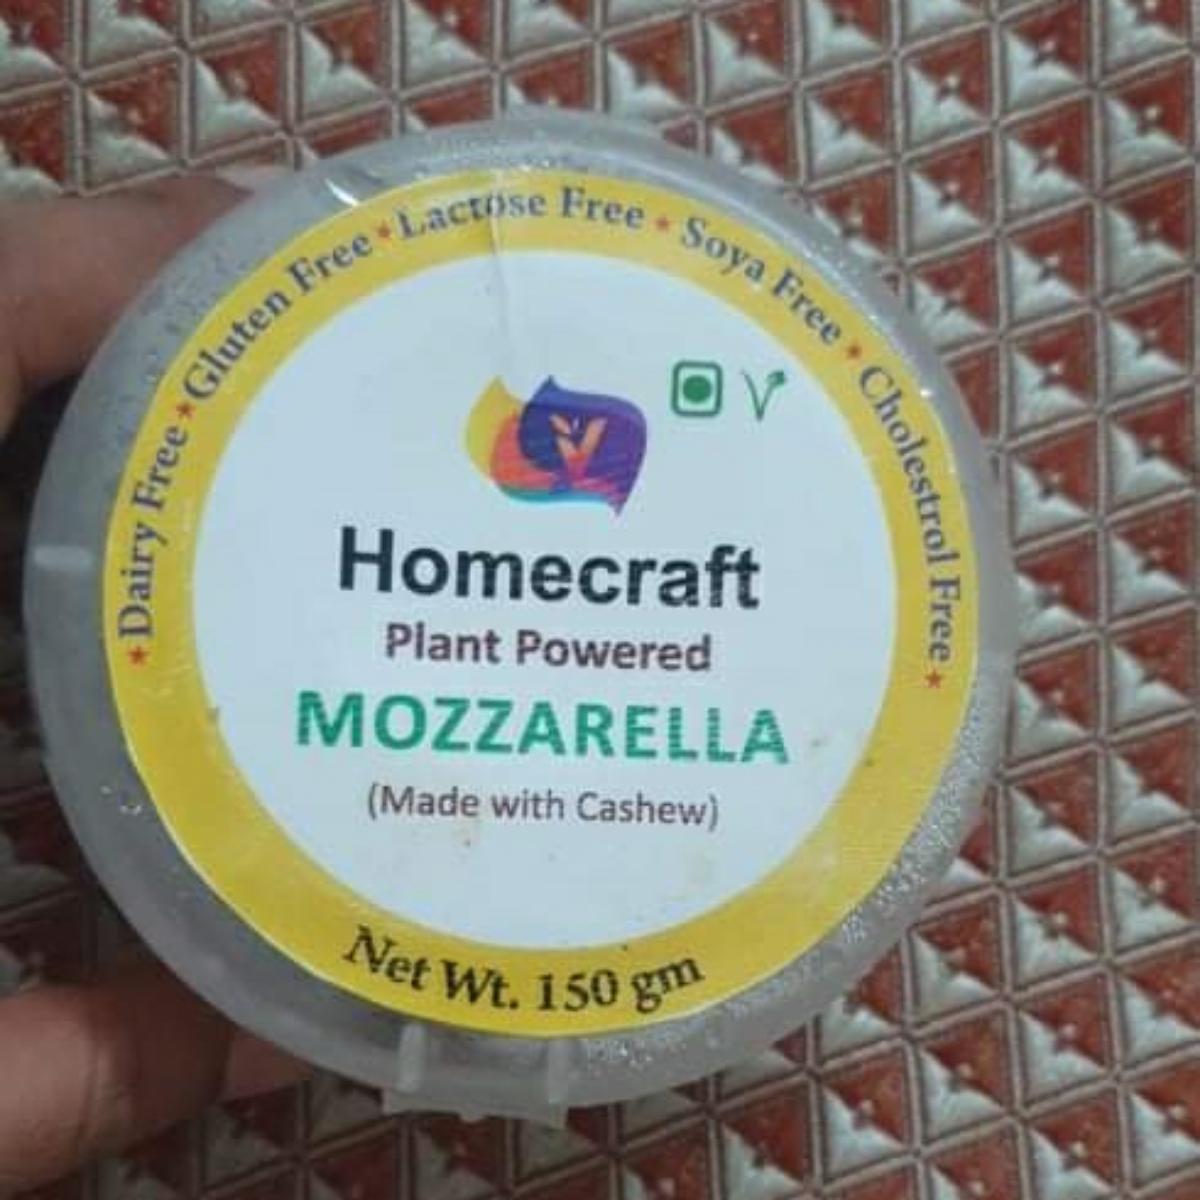 *Dairy Free*Gluten Free*Lactose Free*Soya Free*Cholestrol Free*
Homecraft
Plant Powered
MOZZARELLA
(Made with Cashew)
Net Wt. 150 gm